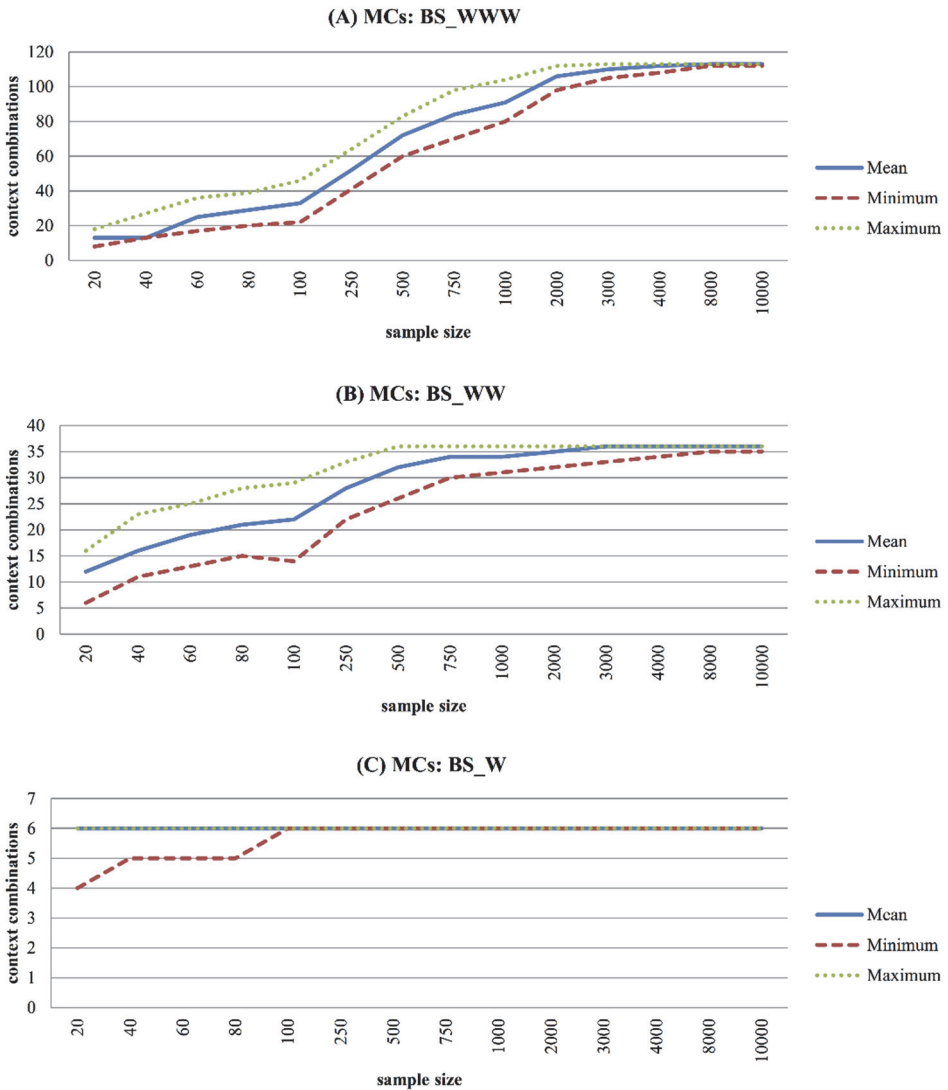 (A) MCs: BS_WWW
context combinations
120
100
80
60
40
20
0
20 40 60 80 100 250 500 750 1000 2000 3000 4000 8000 10000
sample size
Mean
Minimum
Maximum
(B) MCs: BS_WW
context combinations
40
35
30
25
20
15
10
5
0
20 40 60 80 100 250 500 750 1000 2000 3000 4000 8000 10000
sample size
Mean
Minimum
Maximum
(C) MCs: BS_W
context combinations
7
6
5
4
3
2
1
0
20 40 60 80 100 250 500 750 1000 2000 3000 4000 8000 10000
sample size
Mcan
Minimum
Maximum